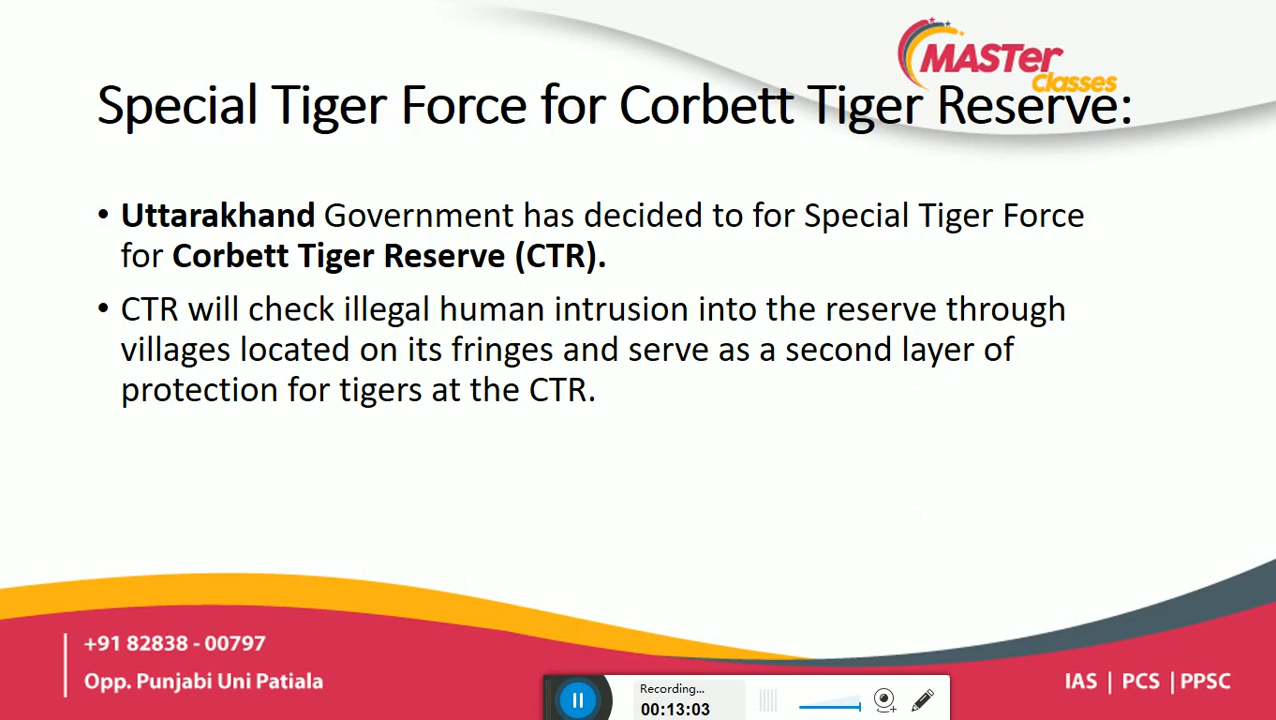 MASTer
Classes
Special Tiger Force for Corbett Tiger Reserve:
• Uttarakhand Government has decided to for Special Tiger Force
for Corbett Tiger Reserve (CTR).
• CTR will check illegal human intrusion into the reserve through
villages located on its fringes and serve as a second layer of
protection for tigers at the CTR.
+91 82838 - 00797
Opp. Punjabi Uni Patiala
IAS | PCS | PPSC
Recording...
00:13:03